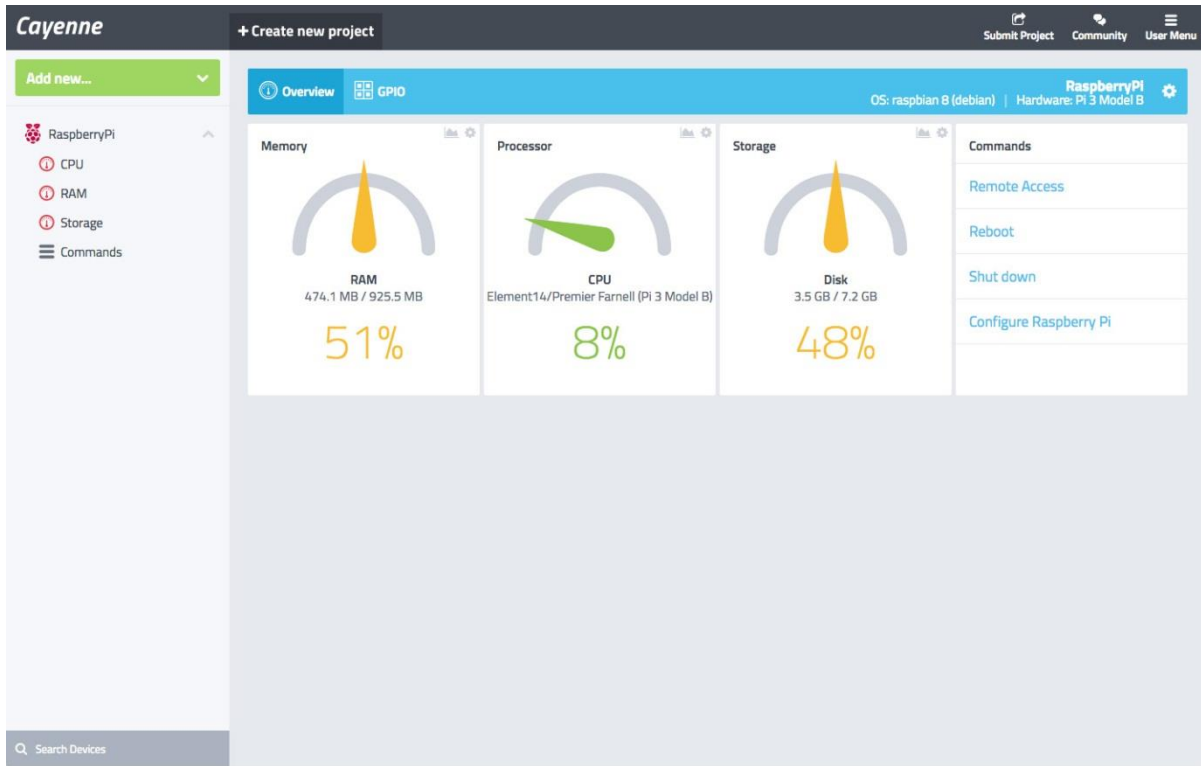 Cayenne
+ Create new project
Submit Project
Community
User Menu
Add new...
RaspberryPi
CPU
RAM
Storage
Commands
Search Devices
Overview
GPIO
RaspberryPi
OS: raspbian 8 (debian) | Hardware: Pi 3 Model B
Memory
RAM
474.1 MB / 925.5 MB
51%
Processor
CPU
Element14/Premier Farnell (Pi 3 Model B)
8%
Storage
Disk
3.5 GB / 7.2 GB
48%
Commands
Remote Access
Reboot
Shut down
Configure Raspberry Pi